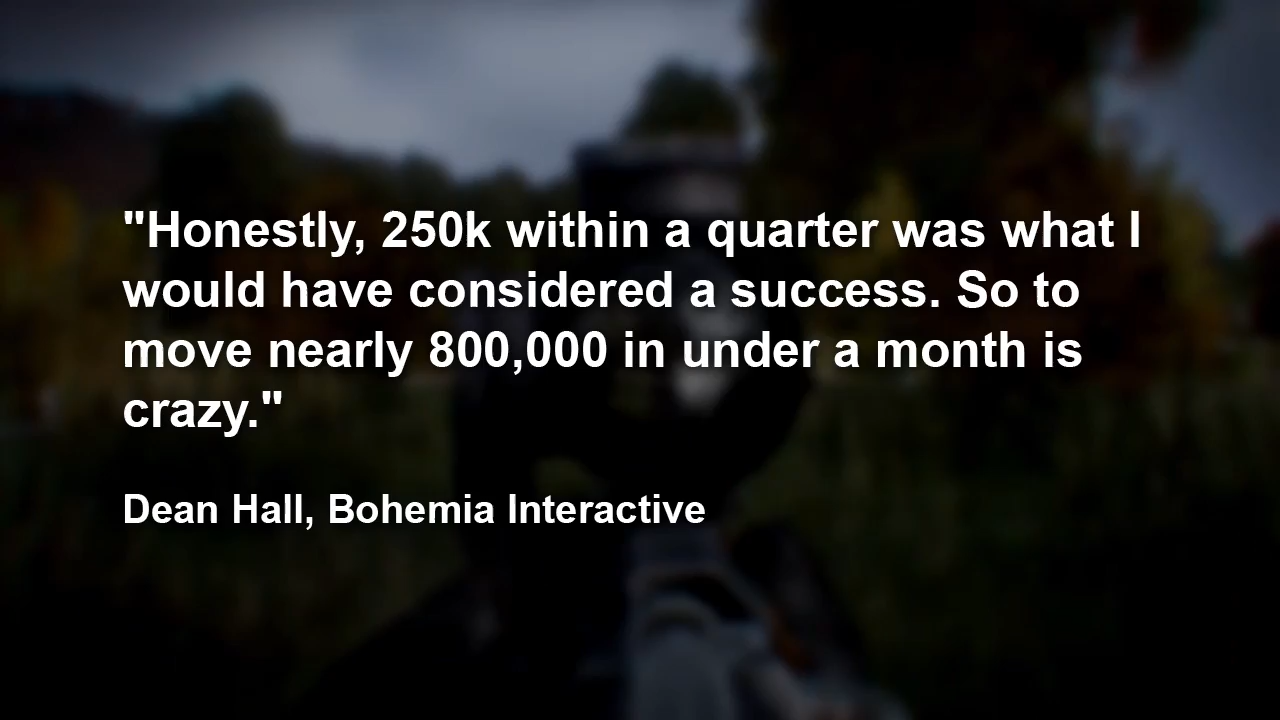 "Honestly, 250k within a quarter was what I
would have considered a success. So to
move nearly 800,000 in under a month is
crazy."
Dean Hall, Bohemia Interactive